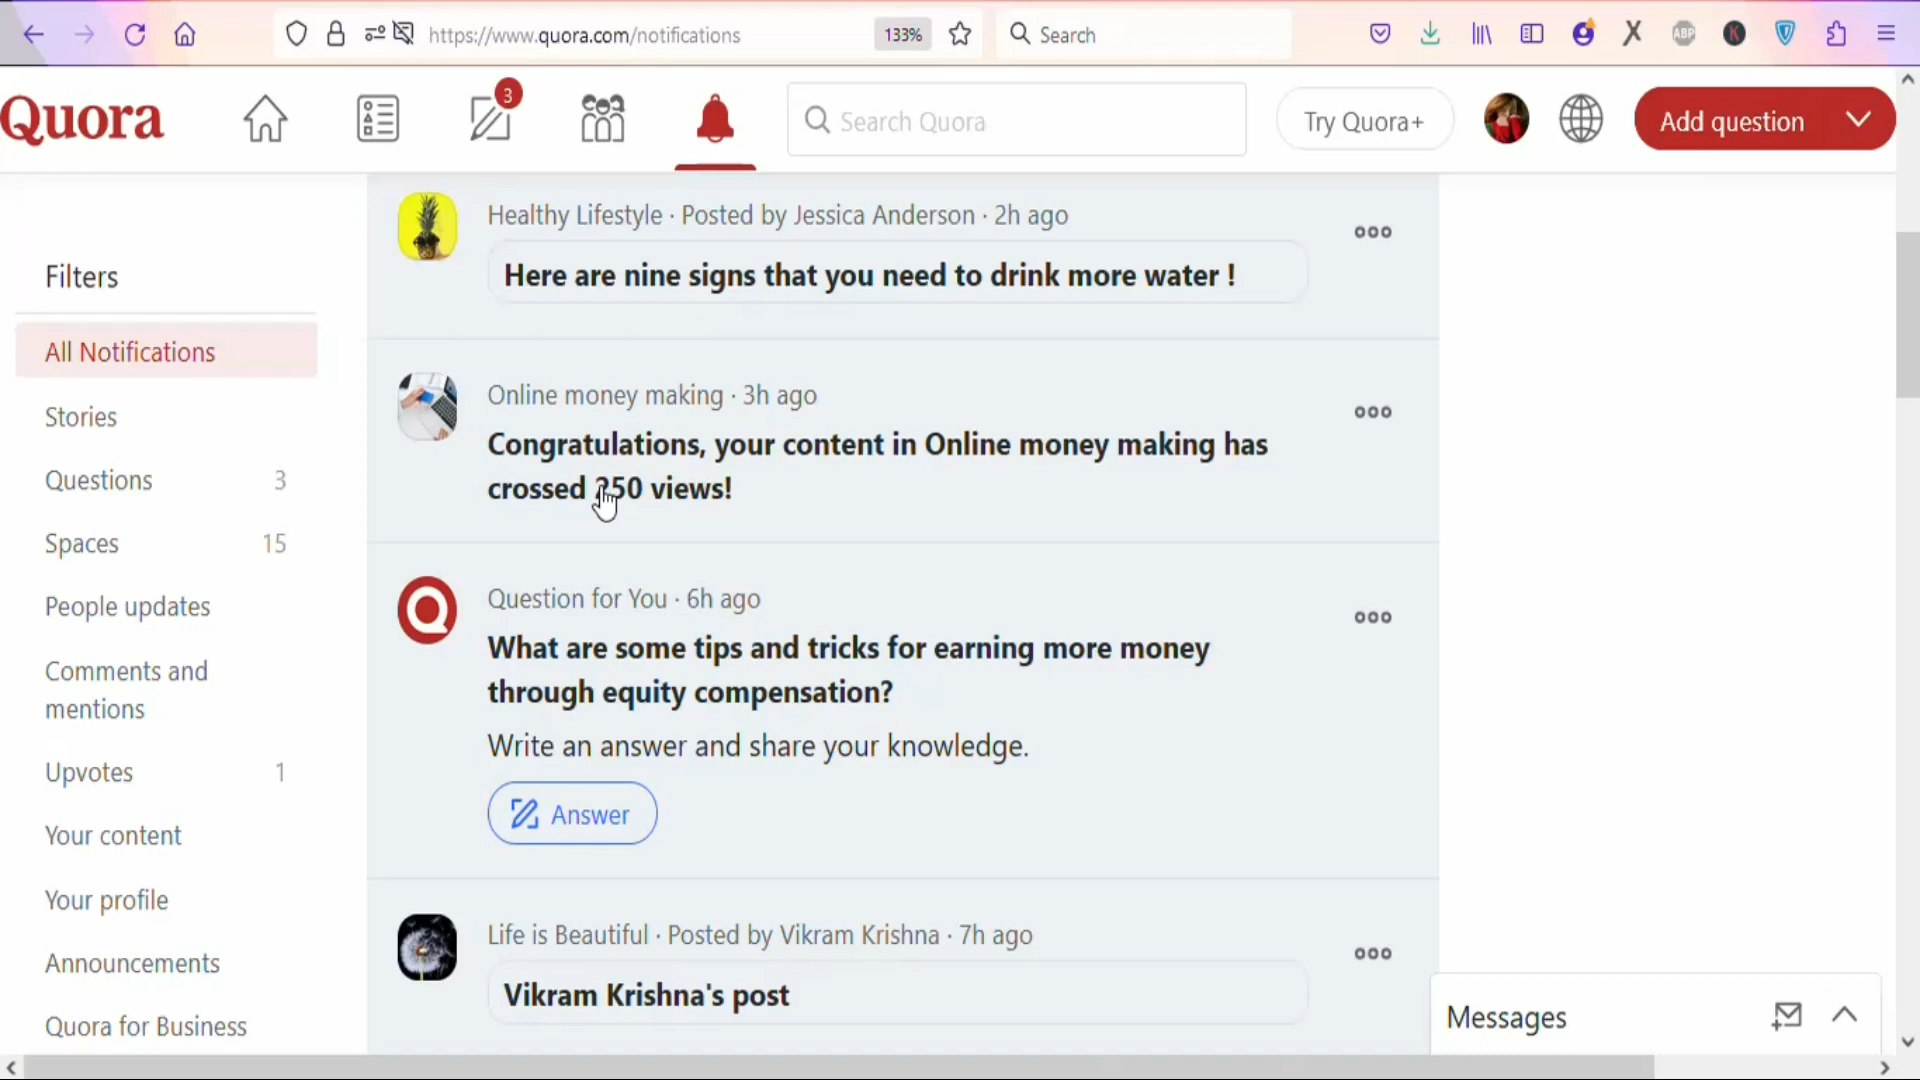 https://www.quora.com/notifications
133%
Search
ABP
K
Quora
3
Search Quora
Try Quora+
Add question
Filters
All Notifications
Stories
Questions 3
Spaces 15
People updates
Comments and
mentions
Upvotes 1
Your content
Your profile
Announcements
Quora for Business
Healthy Lifestyle · Posted by Jessica Anderson · 2h ago
Here are nine signs that you need to drink more water !
Online money making · 3h ago
Congratulations, your content in Online money making has
crossed 250 views!
Question for You · 6h ago
What are some tips and tricks for earning more money
through equity compensation?
Write an answer and share your knowledge.
Answer
Life is Beautiful · Posted by Vikram Krishna · 7h ago
Vikram Krishna's post
Messages